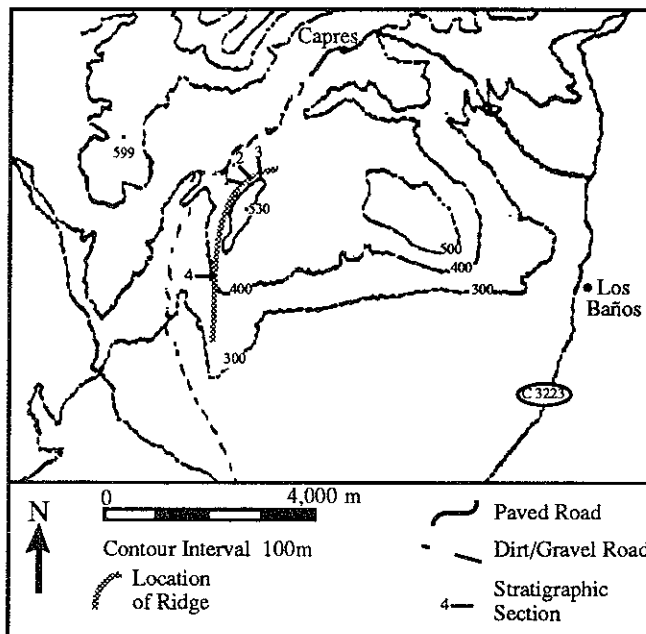 Capres
599
2 3
530
500
4
400
400
300
Los
Baños
300
C 3223
0 4,000 m
N
Contour Interval 100m
Location
of Ridge
Paved Road
Dirt/Gravel Road
4 Stratigraphic
Section